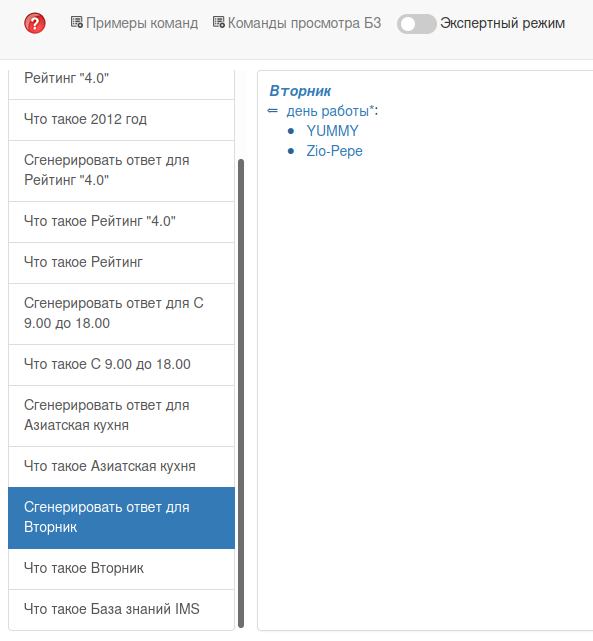 Примеры команд
Команды просмотра БЗ
Экспертный режим
Рейтинг "4.0"
Что такое 2012 год
Сгенерировать ответ для
Рейтинг "4.0"
Что такое Рейтинг "4.0"
Что такое Рейтинг
Сгенерировать ответ для С
9.00 до 18.00
Что такое С 9.00 до 18.00
Сгенерировать ответ для
Азиатская кухня
Что такое Азиатская кухня
Сгенерировать ответ для
Вторник
Что такое Вторник
Что такое База знаний IMS
Вторник
⇐ день работы*:
• YUMMY
• Zio-Pepe